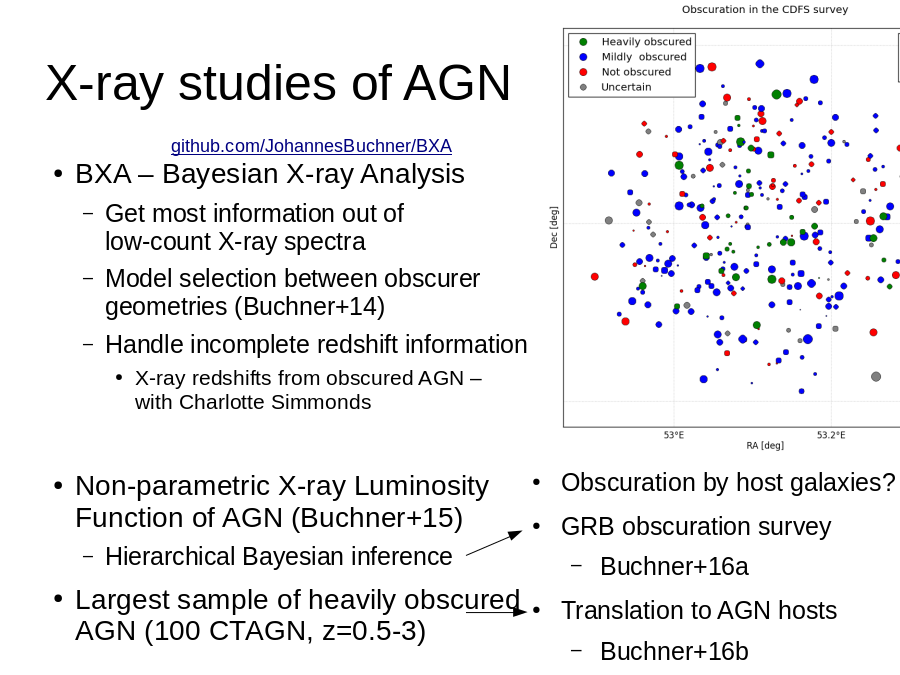 Obscuration in the CDFS survey
Heavily obscured
Mildly obscured
Not obscured
Uncertain
Dec [deg]
53°E
53.2°E
RA [deg]
X-ray studies of AGN
github.com/JohannesBuchner/BXA
• BXA – Bayesian X-ray Analysis
– Get most information out of
low-count X-ray spectra
– Model selection between obscurer
geometries (Buchner+14)
– Handle incomplete redshift information
• X-ray redshifts from obscured AGN –
with Charlotte Simmonds
• Non-parametric X-ray Luminosity
Function of AGN (Buchner+15)
– Hierarchical Bayesian inference
• Largest sample of heavily obscured
AGN (100 CTAGN, z=0.5-3)
• Obscuration by host galaxies?
• GRB obscuration survey
– Buchner+16a
• Translation to AGN hosts
– Buchner+16b